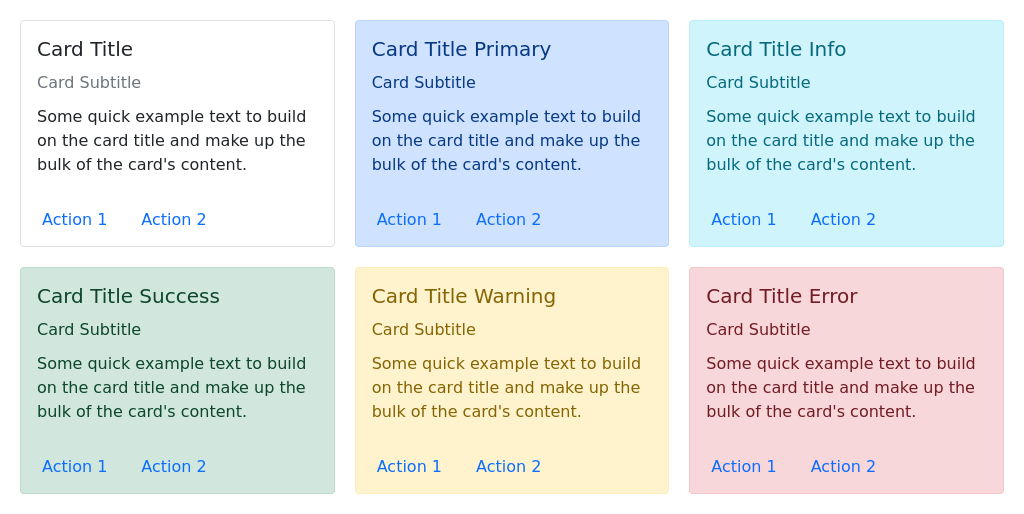 Card Title
Card Subtitle
Some quick example text to build
on the card title and make up the
bulk of the card's content.
Action 1 Action 2
Card Title Primary
Card Subtitle
Some quick example text to build
on the card title and make up the
bulk of the card's content.
Action 1 Action 2
Card Title Info
Card Subtitle
Some quick example text to build
on the card title and make up the
bulk of the card's content.
Action 1 Action 2
Card Title Success
Card Subtitle
Some quick example text to build
on the card title and make up the
bulk of the card's content.
Action 1 Action 2
Card Title Warning
Card Subtitle
Some quick example text to build
on the card title and make up the
bulk of the card's content.
Action 1 Action 2
Card Title Error
Card Subtitle
Some quick example text to build
on the card title and make up the
bulk of the card's content.
Action 1 Action 2